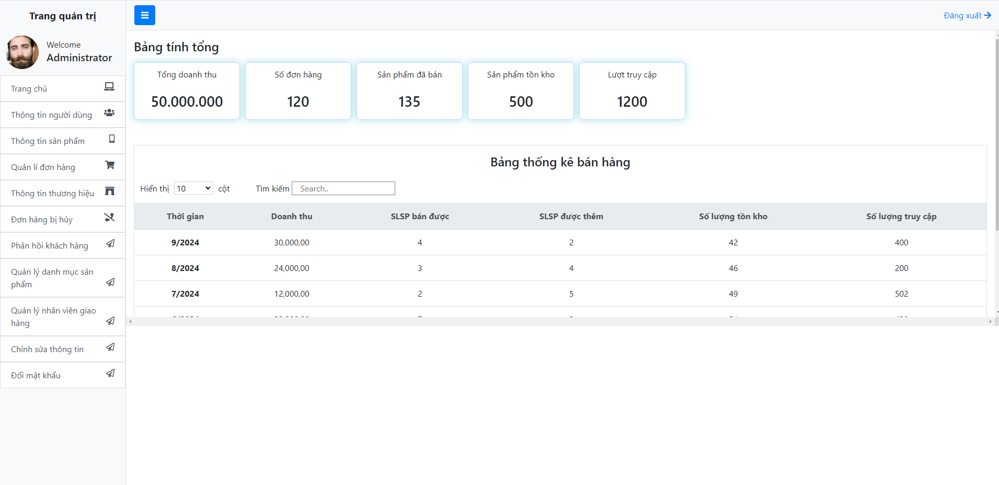 Trang quản trị
Welcome
Administrator
Trang chủ
Thông tin người dùng
Thông tin sản phẩm
Quản lí đơn hàng
Thông tin thương hiệu
Đơn hàng bị hủy
Phản hồi khách hàng
Quản lý danh mục sản
phẩm
Quản lý nhân viên giao
hàng
Chỉnh sửa thông tin
Đổi mật khẩu
Đăng xuất
Bảng tính tổng
Tổng doanh thu
50.000.000
Số đơn hàng
120
Sản phẩm đã bán
135
Sản phẩm tồn kho
500
Lượt truy cập
1200
Bảng thống kê bán hàng
Hiển thị 10 cột Tìm kiếm Search..
Thời gian Doanh thu SLSP bán được SLSP được thêm Số lượng tồn kho Số lượng truy cập
9/2024 30,000,00 4 2 42 400
8/2024 24,000,00 3 4 46 200
7/2024 12,000,00 2 5 49 502